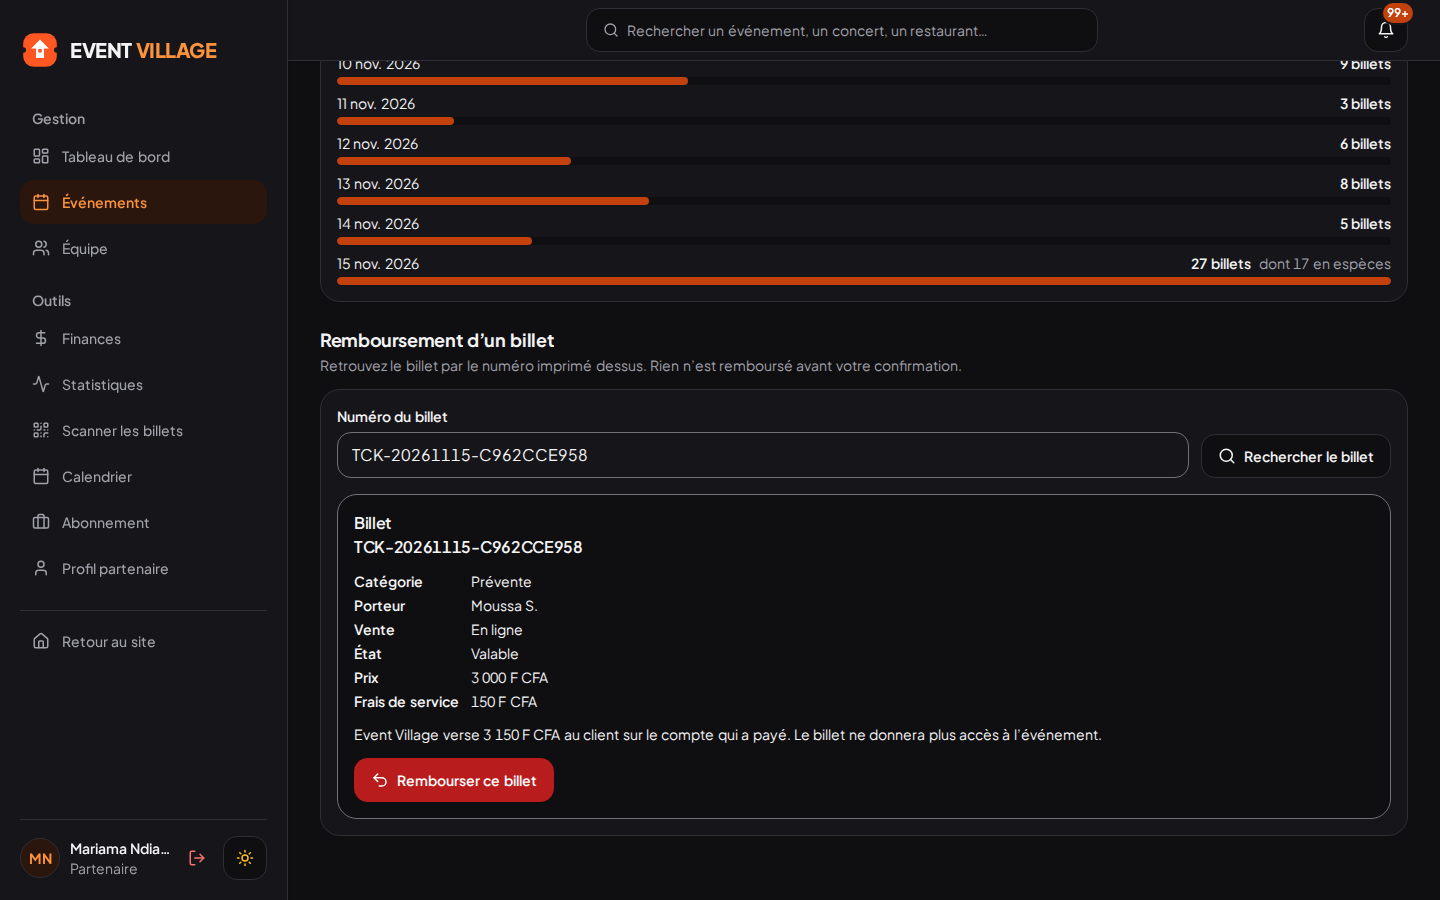 EVENT VILLAGE
Rechercher un événement, un concert, un restaurant…
99+
Gestion
Tableau de bord
Événements
Équipe
Outils
Finances
Statistiques
Scanner les billets
Calendrier
Abonnement
Profil partenaire
Retour au site
MN
Mariama Ndia…
Partenaire
10 nov. 2026 9 billets
11 nov. 2026 3 billets
12 nov. 2026 6 billets
13 nov. 2026 8 billets
14 nov. 2026 5 billets
15 nov. 2026 27 billets dont 17 en espèces
Remboursement d’un billet
Retrouvez le billet par le numéro imprimé dessus. Rien n’est remboursé avant votre confirmation.
Numéro du billet
TCK-20261115-C962CCE958
Rechercher le billet
Billet
TCK-20261115-C962CCE958
Catégorie Prévente
Porteur Moussa S.
Vente En ligne
État Valable
Prix 3 000 F CFA
Frais de service 150 F CFA
Event Village verse 3 150 F CFA au client sur le compte qui a payé. Le billet ne donnera plus accès à l’événement.
Rembourser ce billet